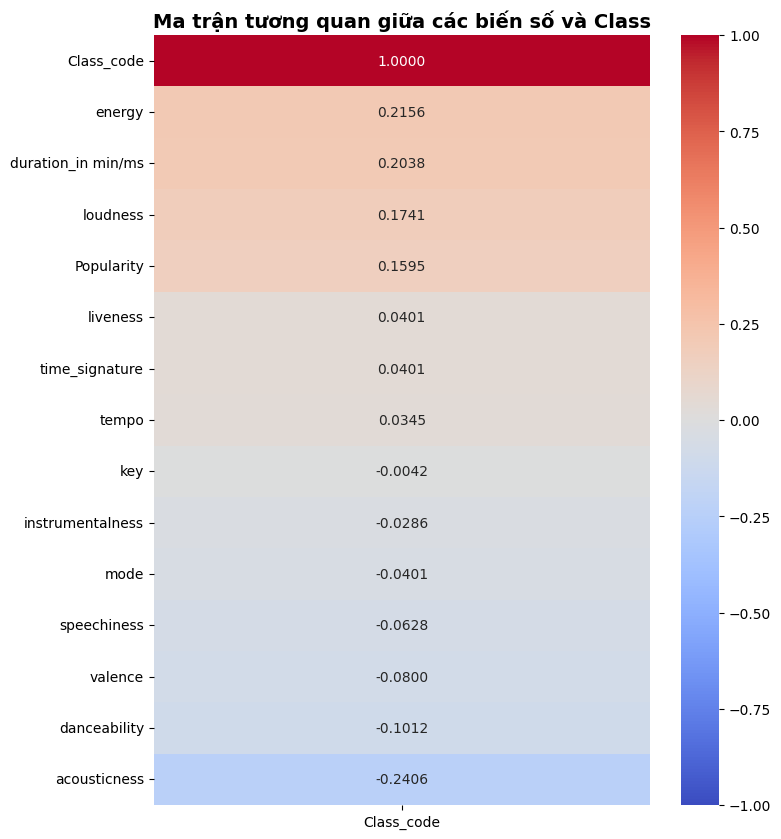 Ma trận tương quan giữa các biến số và Class
Class_code 1.0000
energy 0.2156
duration_in min/ms 0.2038
loudness 0.1741
Popularity 0.1595
liveness 0.0401
time_signature 0.0401
tempo 0.0345
key -0.0042
instrumentalness -0.0286
mode -0.0401
speechiness -0.0628
valence -0.0800
danceability -0.1012
acousticness -0.2406
Class_code
1.00
0.75
0.50
0.25
0.00
−0.25
−0.50
−0.75
−1.00